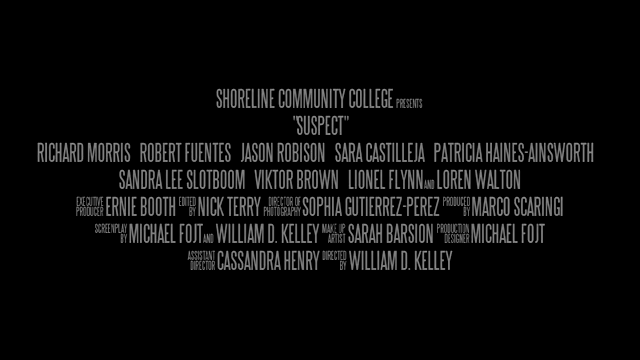 SHORELINE COMMUNITY COLLEGE PRESENTS
"SUSPECT"
RICHARD MORRIS ROBERT FUENTES JASON ROBISON SARA CASTILLEJA PATRICIA HAINES-AINSWORTH
SANDRA LEE SLOTBOOM VIKTOR BROWN LIONEL FLYNN AND LOREN WALTON
EXECUTIVE PRODUCER ERNIE BOOTH EDITED BY NICK TERRY DIRECTOR OF PHOTOGRAPHY SOPHIA GUTIERREZ-PEREZ PRODUCED BY MARCO SCARINGI
SCREENPLAY BY MICHAEL FOJT AND WILLIAM D. KELLEY MAKE UP ARTIST SARAH BARSION PRODUCTION DESIGNER MICHAEL FOJT
ASSISTANT DIRECTOR CASSANDRA HENRY DIRECTED BY WILLIAM D. KELLEY